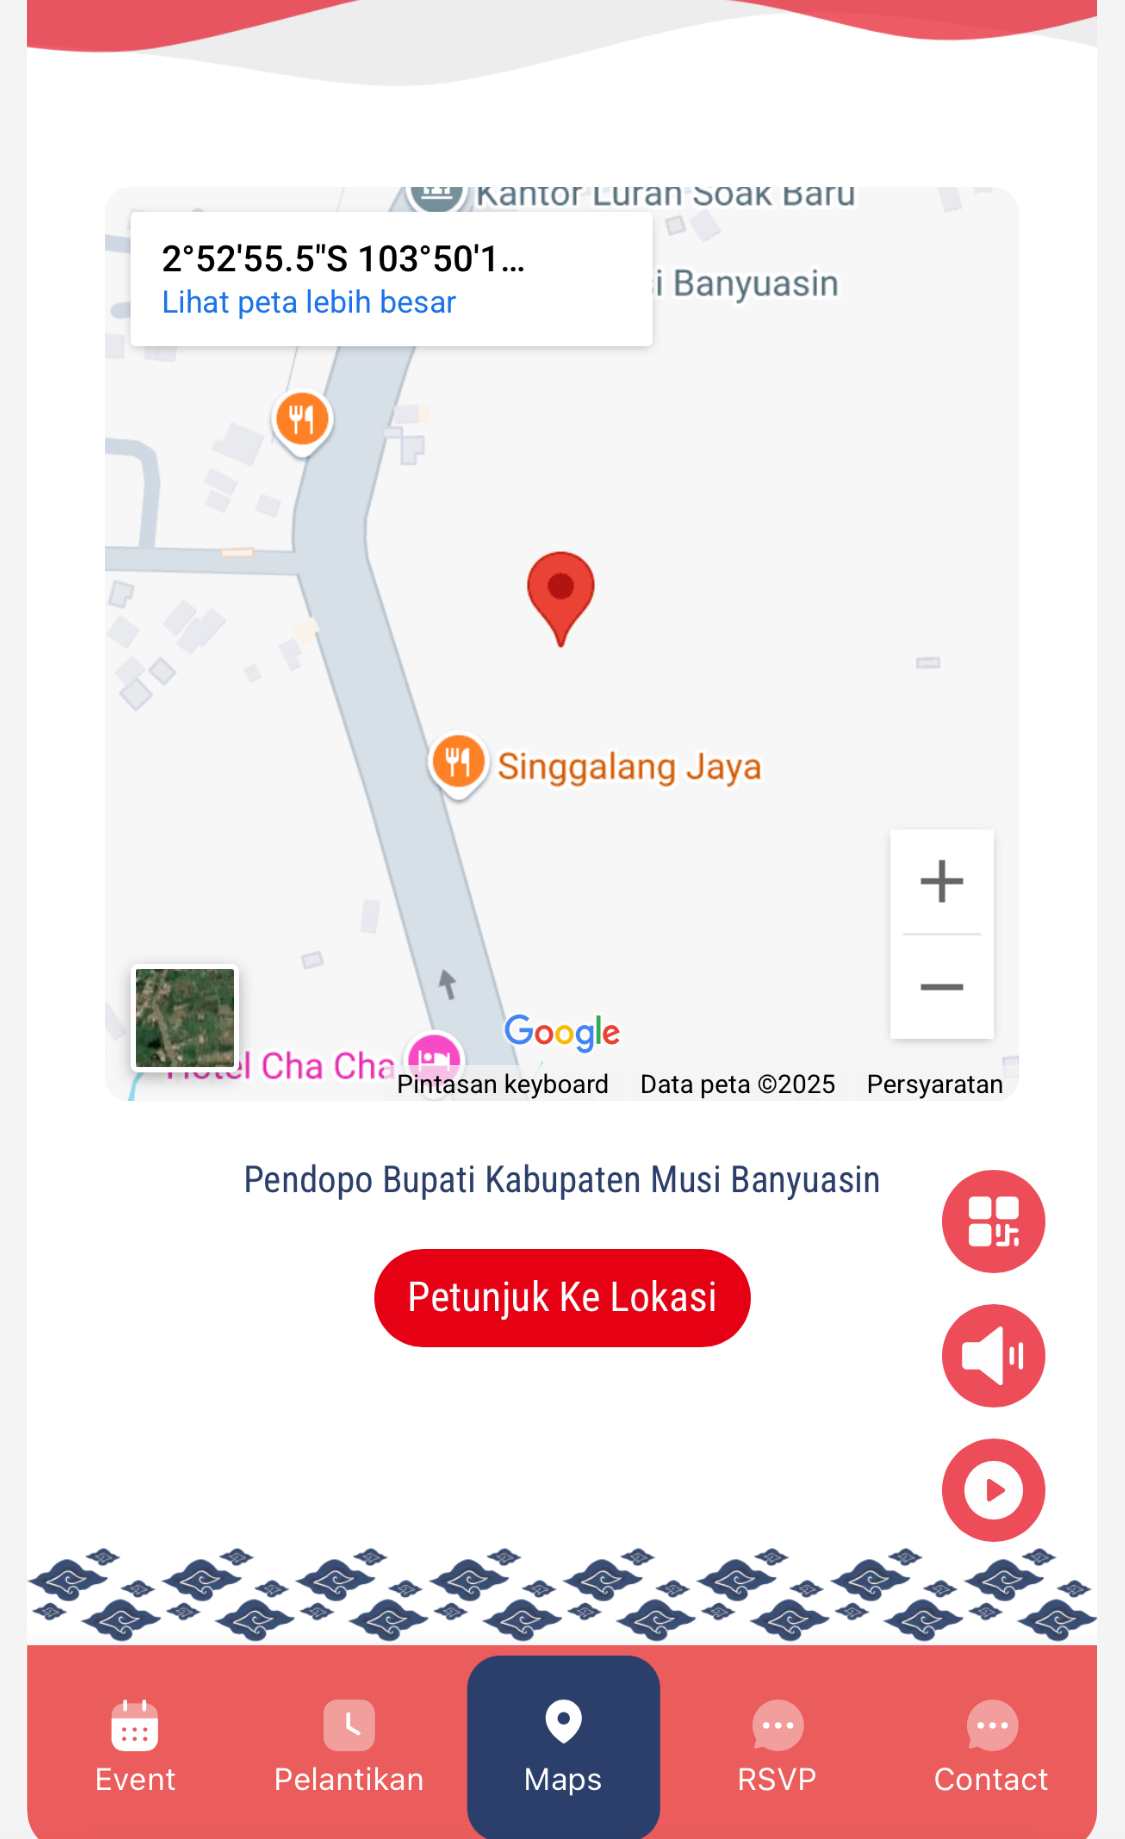 Kantor Lurah Soak Baru
2°52'55.5"S 103°50'1...
Lihat peta lebih besar
si Banyuasin
Singgalang Jaya
Google
Hotel Cha Cha
Pintasan keyboard
Data peta ©2025
Persyaratan
Pendopo Bupati Kabupaten Musi Banyuasin
Petunjuk Ke Lokasi
Event
Pelantikan
Maps
RSVP
Contact